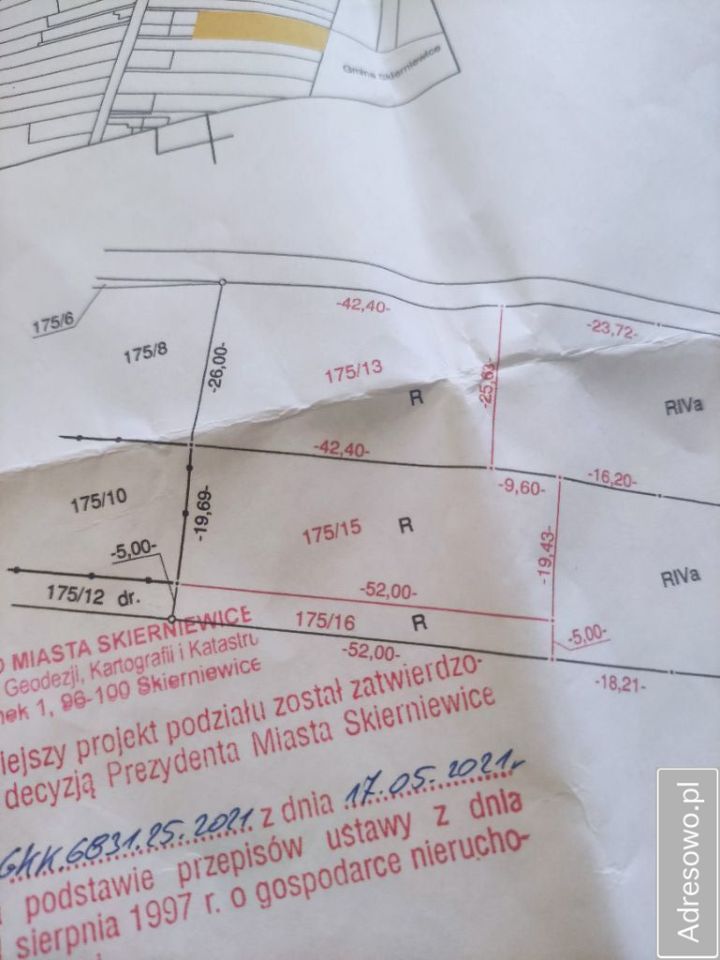 Gmina Skierniewice
175/6
175/8
-26,00-
-42,40-
175/13
R
-25,63-
-23,72-
RIVa
-42,40-
-9,60-
-16,20-
175/10
-19,69-
175/15
R
-19,43-
RIVa
-5,00-
-52,00-
175/12 dr.
175/16
R
-5,00-
-52,00-
-18,21-
MIASTA SKIERNIEWICE
Geodezji, Kartografii i Katastru
1, 96-100 Skierniewice
iejszy projekt podziału został zatwierdzo-
decyzją Prezydenta Miasta Skierniewice
GKK.6831.25.2021 z dnia 17.05.2021r
podstawie przepisów ustawy z dnia
sierpnia 1997 r. o gospodarce nierucho-
Adresowo.pl